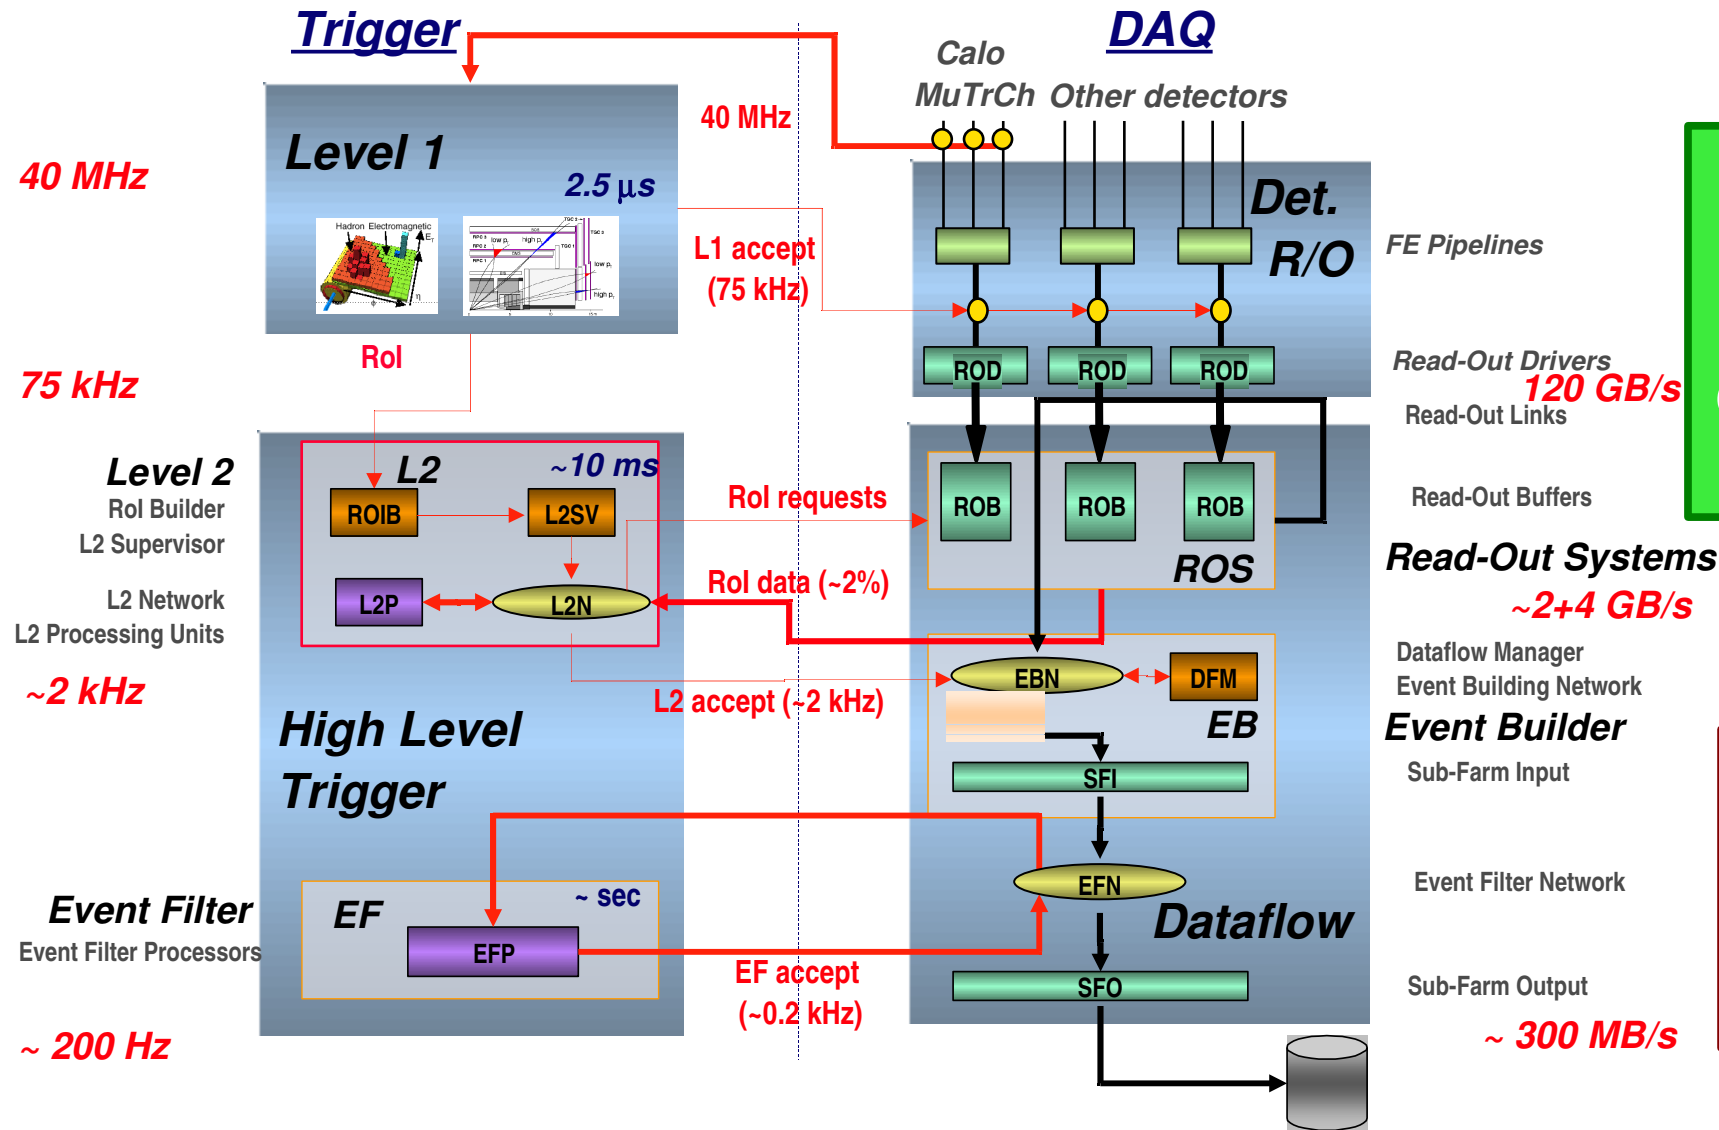 Trigger
DAQ
Calo
MuTrCh Other detectors
40 MHz
Level 1
2.5 µs
40 MHz
Hadron Electromagnetic
low p
high p
L1 accept
(75 kHz)
Det.
R/O
FE Pipelines
RoI
75 kHz
ROD
ROD
ROD
Read-Out Drivers
120 GB/s
Read-Out Links
Level 2
RoI Builder
L2 Supervisor
L2 Network
L2 Processing Units
L2
~10 ms
ROIB
L2SV
L2P
L2N
RoI requests
RoI data (~2%)
ROB
ROB
ROB
ROS
Read-Out Buffers
Read-Out Systems
~2+4 GB/s
~2 kHz
L2 accept (~2 kHz)
EBN
DFM
EB
SFI
Dataflow Manager
Event Building Network
Event Builder
Sub-Farm Input
High Level
Trigger
EFN
Event Filter Network
Dataflow
Event Filter
Event Filter Processors
EF
~ sec
EFP
EF accept
(~0.2 kHz)
SFO
Sub-Farm Output
~ 200 Hz
~ 300 MB/s